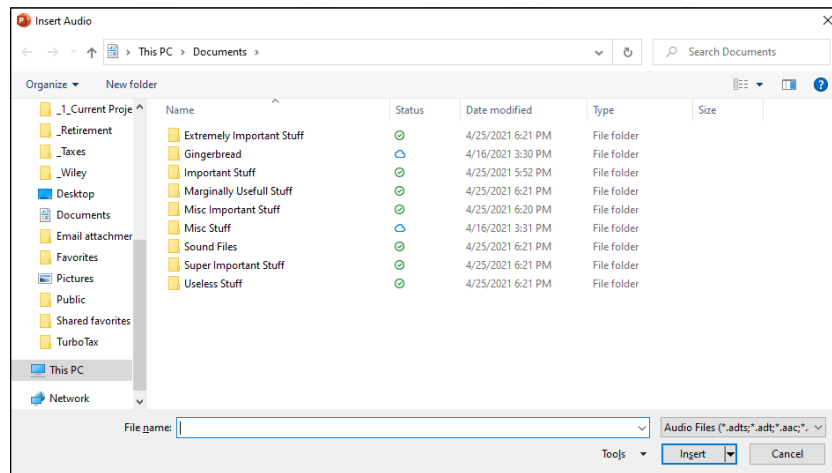 Insert Audio
This PC > Documents >
Search Documents
Organize New folder
Name Status Date modified Type Size
_1_Current Proje
_Retirement
_Taxes
_Wiley
Desktop
Documents
Email attachmer
Favorites
Pictures
Public
Shared favorites
TurboTax
This PC
Network
Extremely Important Stuff 4/25/2021 6:21 PM File folder
Gingerbread 4/16/2021 3:30 PM File folder
Important Stuff 4/25/2021 5:52 PM File folder
Marginally Usefull Stuff 4/25/2021 6:21 PM File folder
Misc Important Stuff 4/25/2021 6:20 PM File folder
Misc Stuff 4/16/2021 3:31 PM File folder
Sound Files 4/25/2021 6:21 PM File folder
Super Important Stuff 4/25/2021 6:21 PM File folder
Useless Stuff 4/25/2021 6:21 PM File folder
File name: Audio Files (*.adts;*.adt;*.aac;*.
Tools Insert Cancel